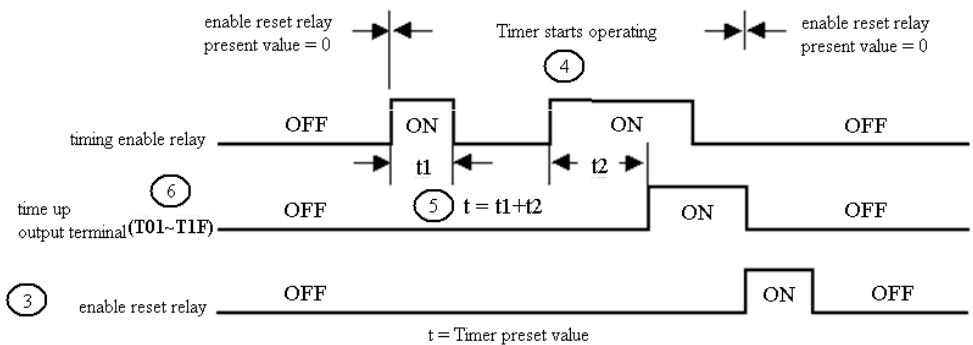 enable reset relay
present value = 0
Timer starts operating
4
enable reset relay
present value = 0
timing enable relay
OFF
ON
ON
OFF
t1
t2
6
5
t = t1+t2
time up
output terminal(T01~T1F)
OFF
ON
OFF
3
enable reset relay
OFF
ON
OFF
t = Timer preset value